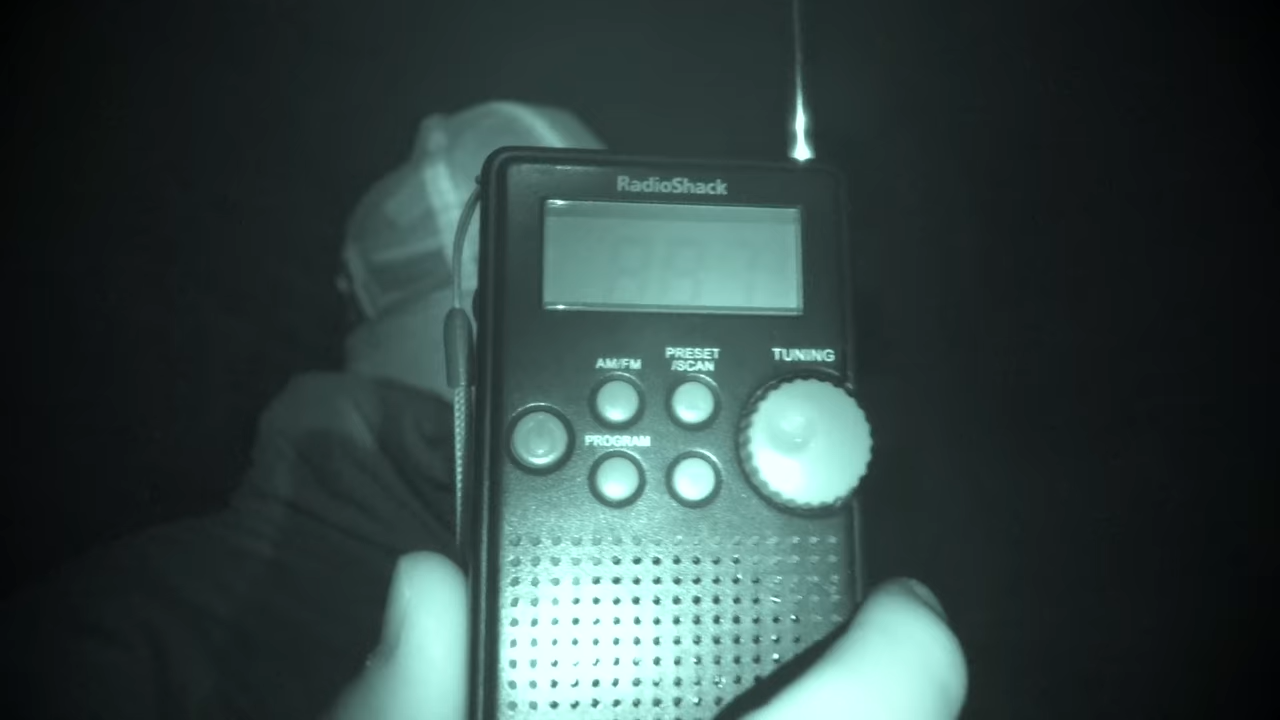 RadioShack
AM/FM
PRESET
/SCAN
TUNING
PROGRAM